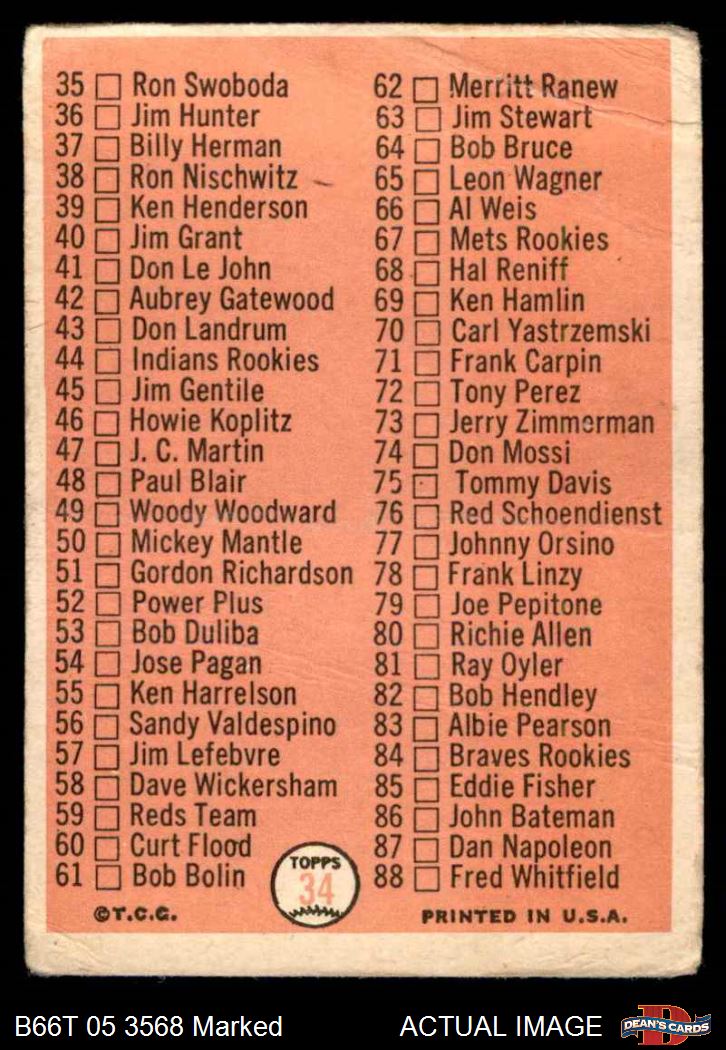 35 Ron Swoboda
36 Jim Hunter
37 Billy Herman
38 Ron Nischwitz
39 Ken Henderson
40 Jim Grant
41 Don Le John
42 Aubrey Gatewood
43 Don Landrum
44 Indians Rookies
45 Jim Gentile
46 Howie Koplitz
47 J. C. Martin
48 Paul Blair
49 Woody Woodward
50 Mickey Mantle
51 Gordon Richardson
52 Power Plus
53 Bob Duliba
54 Jose Pagan
55 Ken Harrelson
56 Sandy Valdespino
57 Jim Lefebvre
58 Dave Wickersham
59 Reds Team
60 Curt Flood
61 Bob Bolin
62 Merritt Ranew
63 Jim Stewart
64 Bob Bruce
65 Leon Wagner
66 Al Weis
67 Mets Rookies
68 Hal Reniff
69 Ken Hamlin
70 Carl Yastrzemski
71 Frank Carpin
72 Tony Perez
73 Jerry Zimmerman
74 Don Mossi
75 Tommy Davis
76 Red Schoendienst
77 Johnny Orsino
78 Frank Linzy
79 Joe Pepitone
80 Richie Allen
81 Ray Oyler
82 Bob Hendley
83 Albie Pearson
84 Braves Rookies
85 Eddie Fisher
86 John Bateman
87 Dan Napoleon
88 Fred Whitfield
TOPPS
34
©T.C.G.
PRINTED IN U.S.A.
B66T 05 3568 Marked
ACTUAL IMAGE
D
DEAN'S CARDS